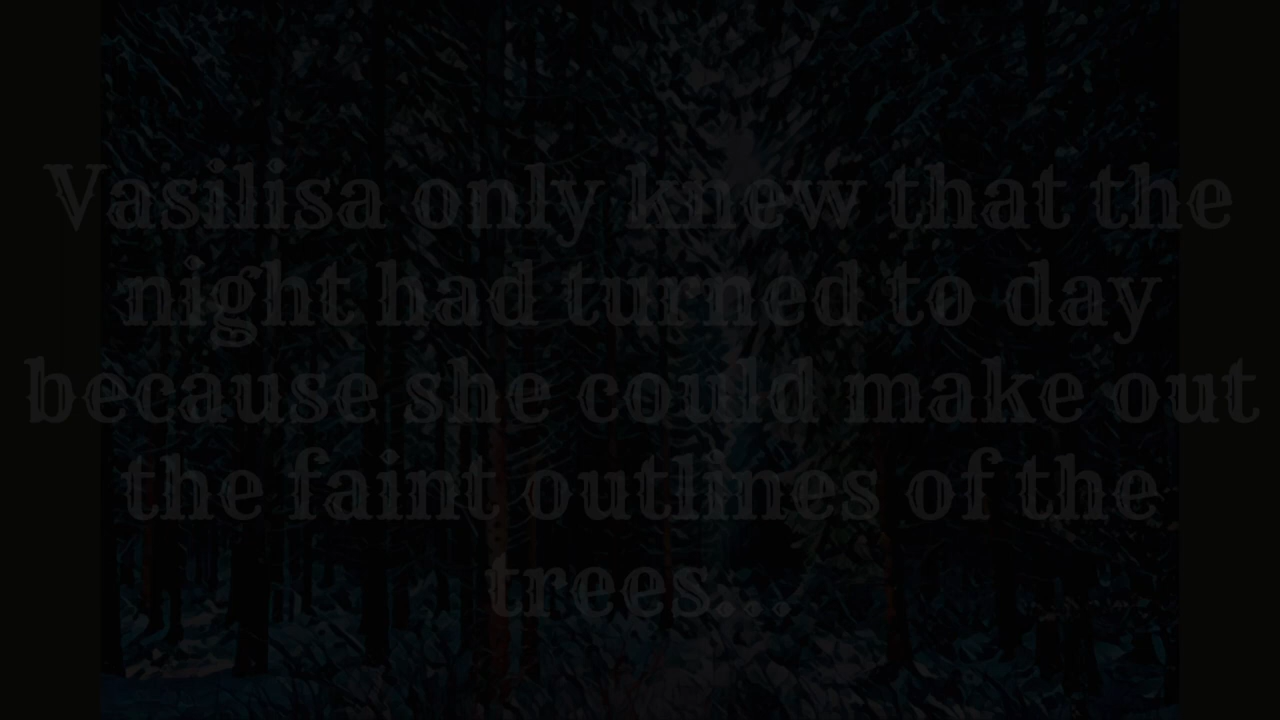 Vasilisa only knew that the
night had turned to day
because she could make out
the faint outlines of the
trees...